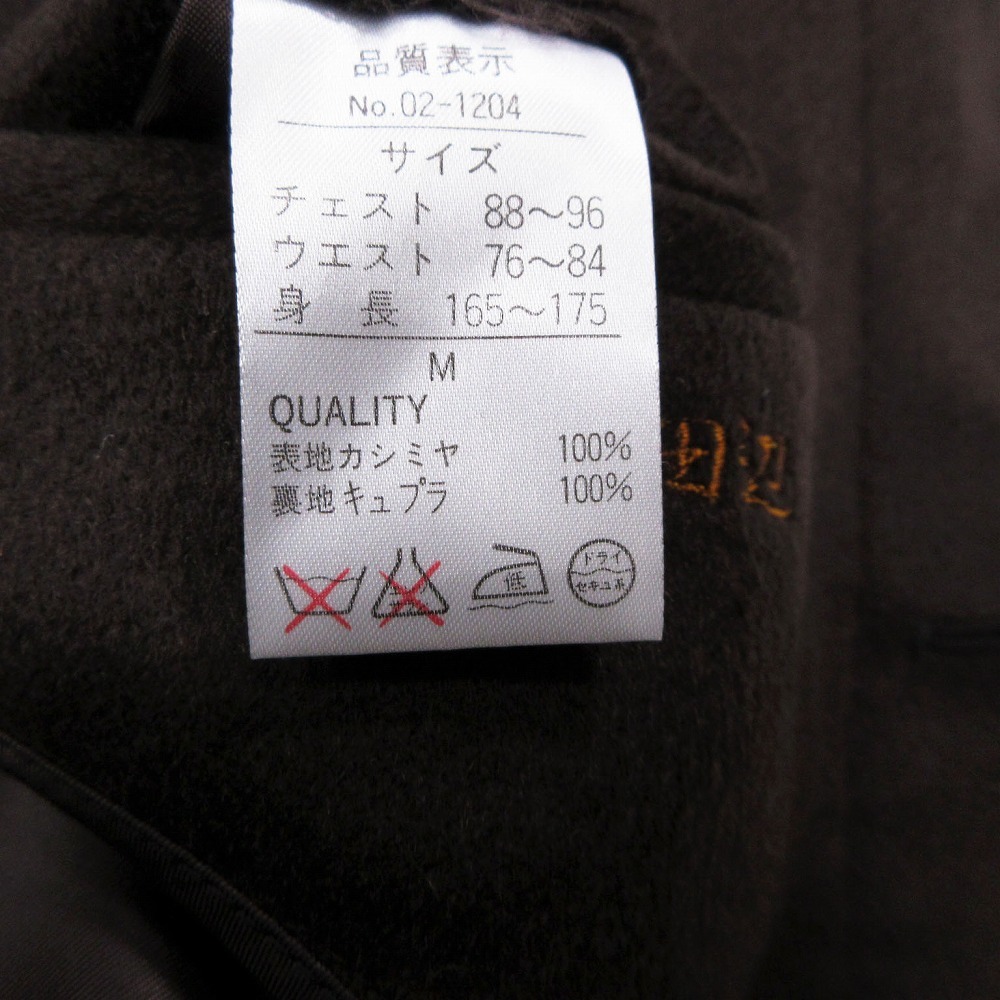 品質表示
No.02-1204
サイズ
チェスト 88〜96
ウエスト 76〜84
身長 165〜175
M
QUALITY
表地カシミヤ 100%
裏地キュプラ 100%
低
ドライ
セキユ系
田辺